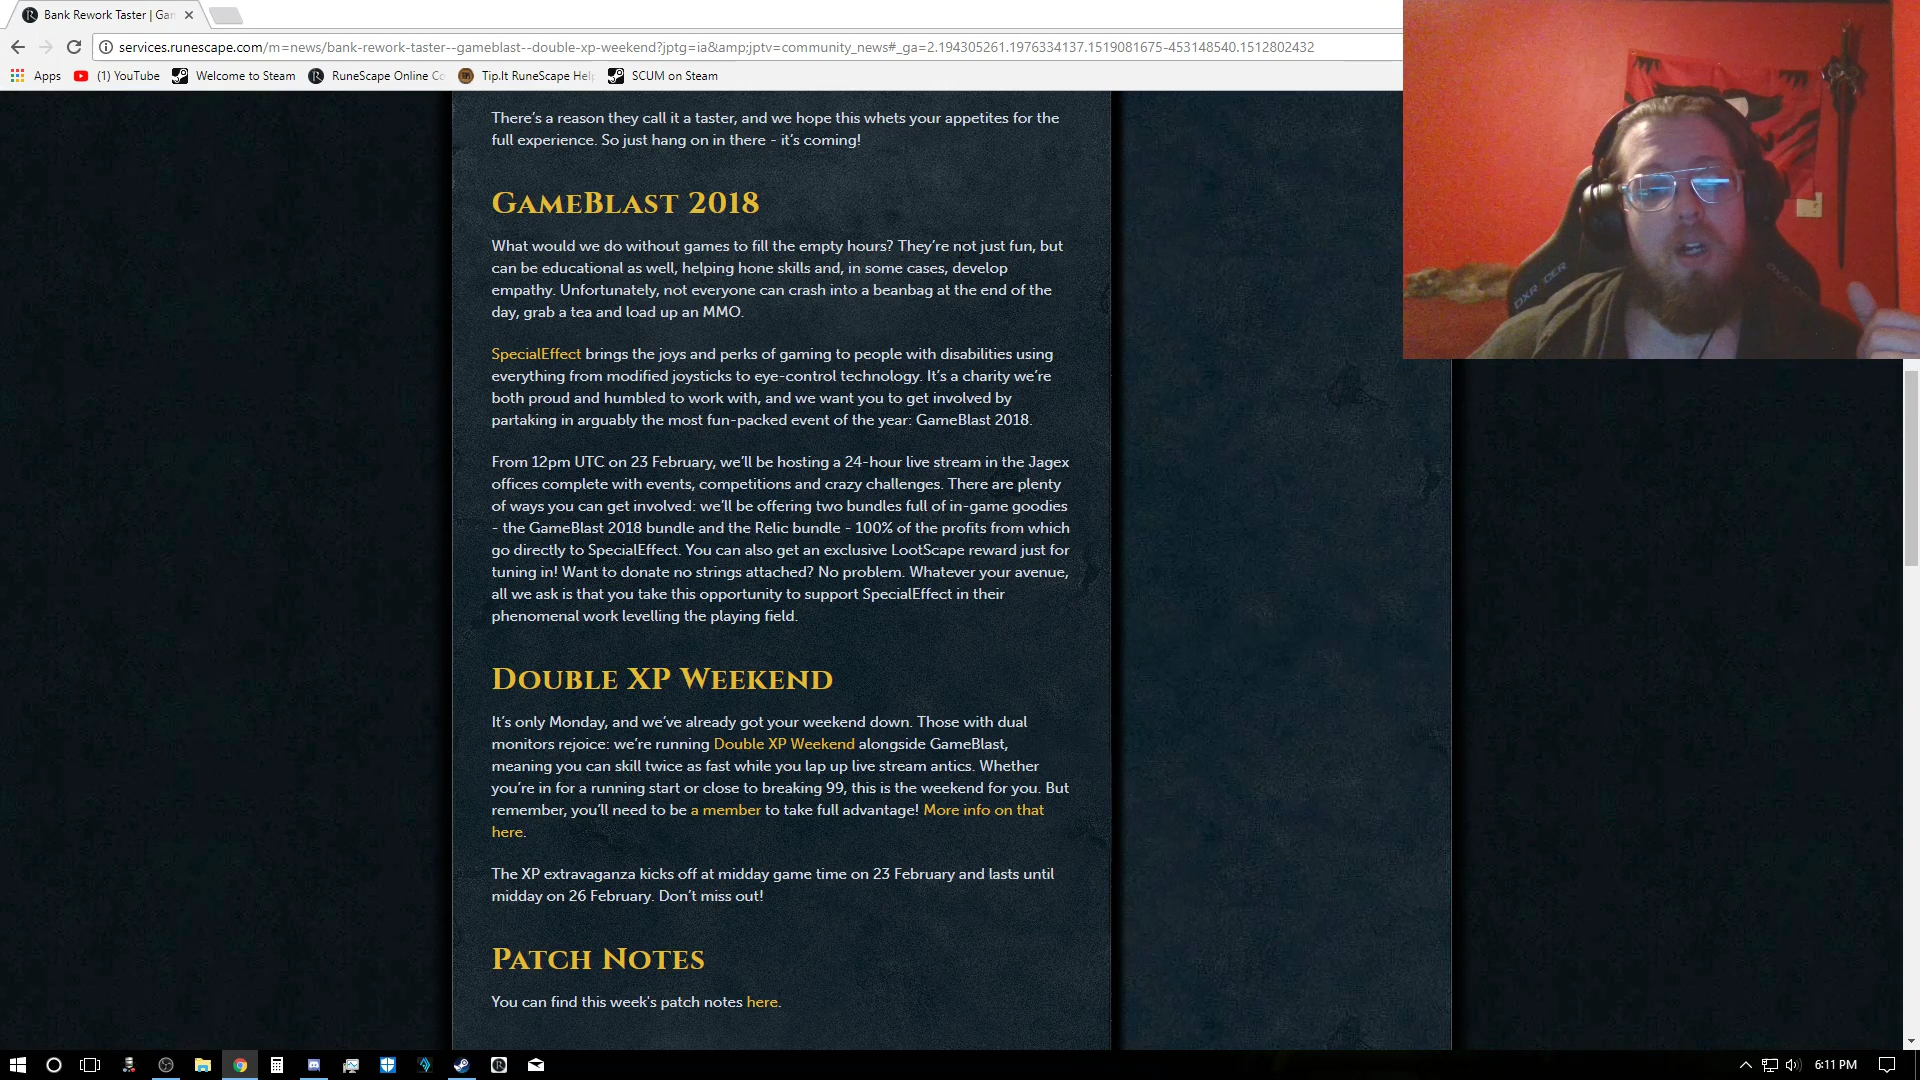 Bank Rework Taster | Gar
services.runescape.com/m=news/bank-rework-taster--gameblast--double-xp-weekend?jptg=ia&amp;jptv=community_news#_ga=2.194305261.1976334137.1519081675-453148540.1512802432
Apps (1) YouTube Welcome to Steam RuneScape Online Co Tip.It RuneScape Help SCUM on Steam
There's a reason they call it a taster, and we hope this whets your appetites for the
full experience. So just hang on in there - it's coming!
GameBlast 2018
What would we do without games to fill the empty hours? They're not just fun, but
can be educational as well, helping hone skills and, in some cases, develop
empathy. Unfortunately, not everyone can crash into a beanbag at the end of the
day, grab a tea and load up an MMO.
SpecialEffect brings the joys and perks of gaming to people with disabilities using
everything from modified joysticks to eye-control technology. It's a charity we're
both proud and humbled to work with, and we want you to get involved by
partaking in arguably the most fun-packed event of the year: GameBlast 2018.
From 12pm UTC on 23 February, we'll be hosting a 24-hour live stream in the Jagex
offices complete with events, competitions and crazy challenges. There are plenty
of ways you can get involved: we'll be offering two bundles full of in-game goodies
- the GameBlast 2018 bundle and the Relic bundle - 100% of the profits from which
go directly to SpecialEffect. You can also get an exclusive LootScape reward just for
tuning in! Want to donate no strings attached? No problem. Whatever your avenue,
all we ask is that you take this opportunity to support SpecialEffect in their
phenomenal work levelling the playing field.
Double XP Weekend
It's only Monday, and we've already got your weekend down. Those with dual
monitors rejoice: we're running Double XP Weekend alongside GameBlast,
meaning you can skill twice as fast while you lap up live stream antics. Whether
you're in for a running start or close to breaking 99, this is the weekend for you. But
remember, you'll need to be a member to take full advantage! More info on that
here.
The XP extravaganza kicks off at midday game time on 23 February and lasts until
midday on 26 February. Don't miss out!
Patch Notes
You can find this week's patch notes here.
6:11 PM